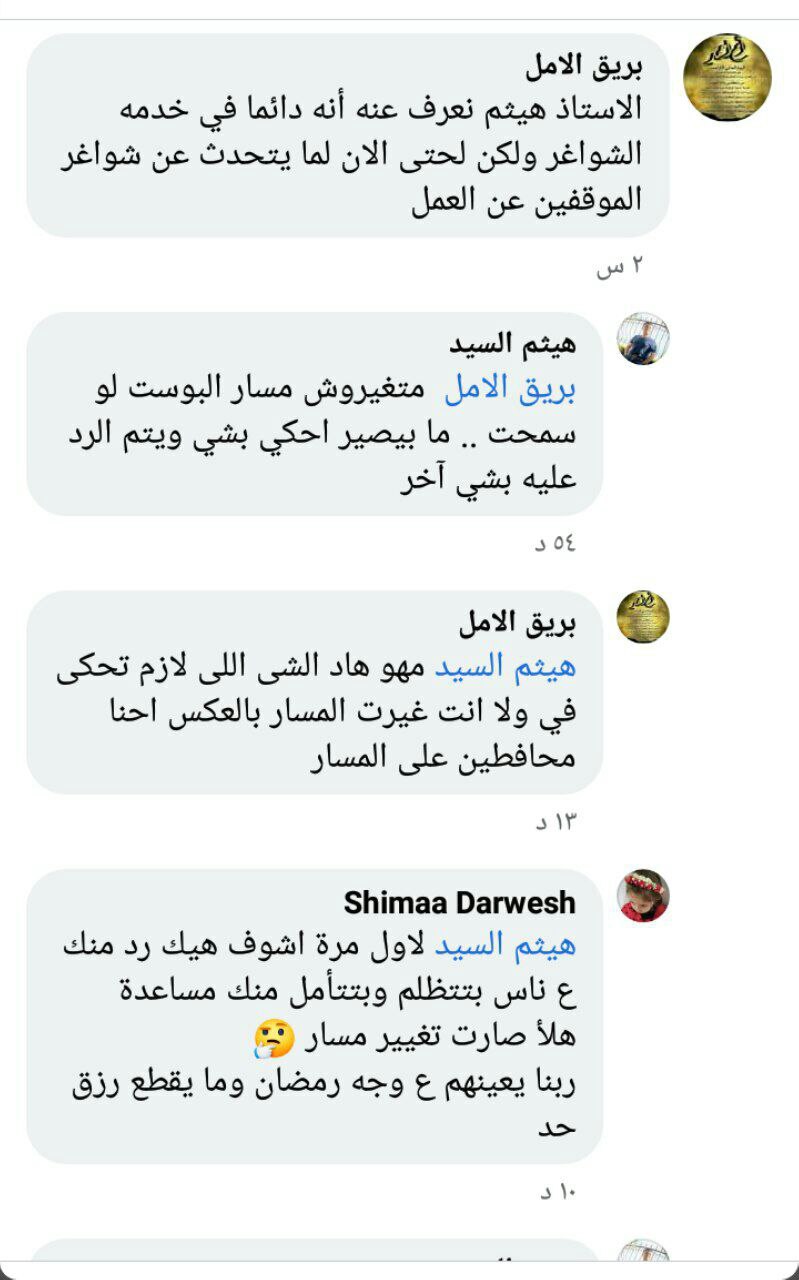 بريق الامل
الاستاذ هيثم نعرف عنه أنه دائما في خدمه
الشواغر ولكن لحتى الان لما يتحدث عن شواغر
الموقفين عن العمل
٢ س
هيثم السيد
بريق الامل متغيروش مسار البوست لو
سمحت .. ما بيصير احكي بشي ويتم الرد
عليه بشي آخر
٥٤ د
بريق الامل
هيثم السيد مهو هاد الشى اللى لازم تحكى
في ولا انت غيرت المسار بالعكس احنا
محافطين على المسار
١٣ د
Shimaa Darwesh
هيثم السيد لاول مرة اشوف هيك رد منك
ع ناس بتتظلم وبتتأمل منك مساعدة
هلأ صارت تغيير مسار 🤔
ربنا يعينهم ع وجه رمضان وما يقطع رزق
حد
١٠ د